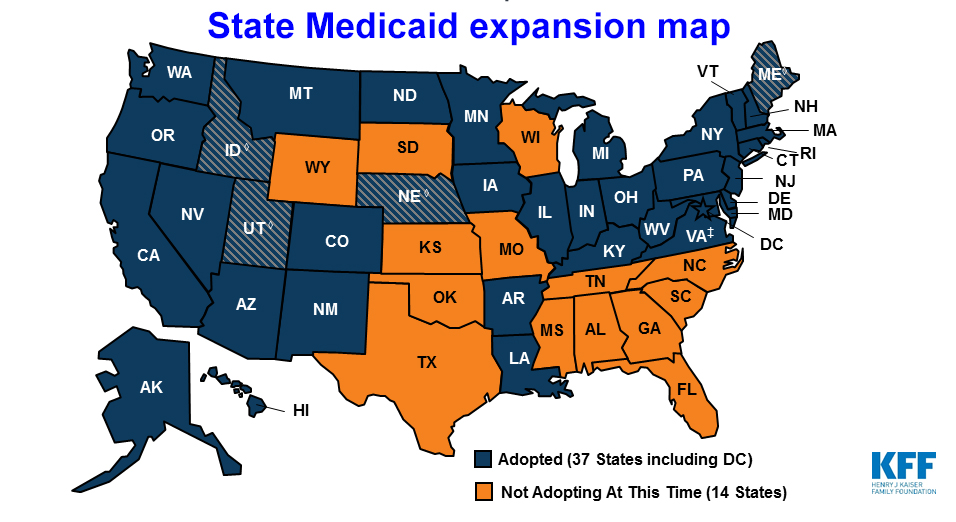 State Medicaid expansion map
WA
MT
ND
MN
VT
ME◊
NH
OR
ID◊
WY
SD
WI
MI
NY
MA
RI
CT
NV
UT◊
CO
NE◊
IA
IL
IN
OH
PA
NJ
DE
MD
DC
CA
KS
MO
KY
WV
VA‡
AZ
NM
OK
AR
TN
NC
SC
TX
LA
MS
AL
GA
FL
AK
HI
Adopted (37 States including DC)
Not Adopting At This Time (14 States)
KFF
HENRY J KAISER
FAMILY FOUNDATION